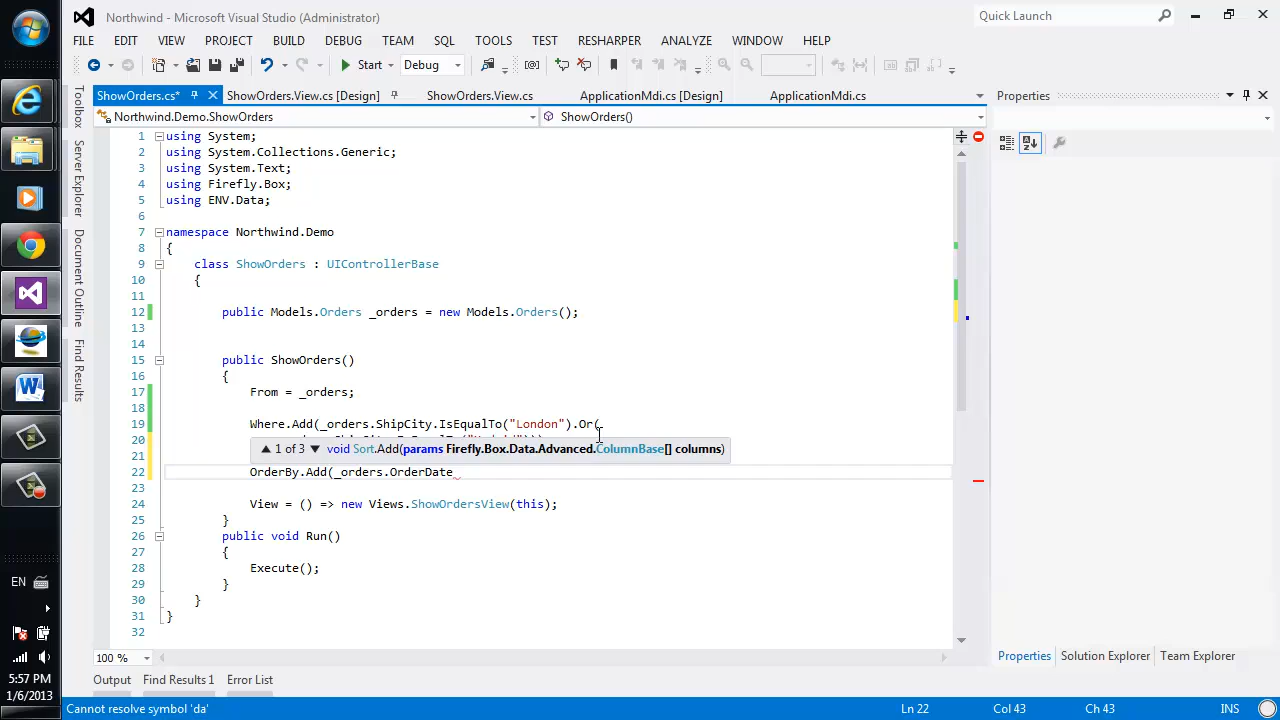 Northwind - Microsoft Visual Studio (Administrator)
Quick Launch
FILE EDIT VIEW PROJECT BUILD DEBUG TEAM SQL TOOLS TEST RESHARPER ANALYZE WINDOW HELP
Start Debug
ShowOrders.cs* ShowOrders.View.cs [Design] ShowOrders.View.cs ApplicationMdi.cs [Design] ApplicationMdi.cs
Properties
Northwind.Demo.ShowOrders ShowOrders()
Toolbox
Server Explorer
Document Outline
Find Results
1 using System;
2 using System.Collections.Generic;
3 using System.Text;
4 using Firefly.Box;
5 using ENV.Data;
6
7 namespace Northwind.Demo
8 {
9 class ShowOrders : UIControllerBase
10 {
11
12 public Models.Orders _orders = new Models.Orders();
13
14
15 public ShowOrders()
16 {
17 From = _orders;
18
19 Where.Add(_orders.ShipCity.IsEqualTo("London").Or(
20
21 1 of 3 void Sort.Add(params Firefly.Box.Data.Advanced.ColumnBase[] columns)
22 OrderBy.Add(_orders.OrderDate
23
24 View = () => new Views.ShowOrdersView(this);
25 }
26 public void Run()
27 {
28 Execute();
29 }
30 }
31 }
32
100 %
Properties Solution Explorer Team Explorer
Output Find Results 1 Error List
EN
5:57 PM
1/6/2013
Cannot resolve symbol 'da' Ln 22 Col 43 Ch 43 INS